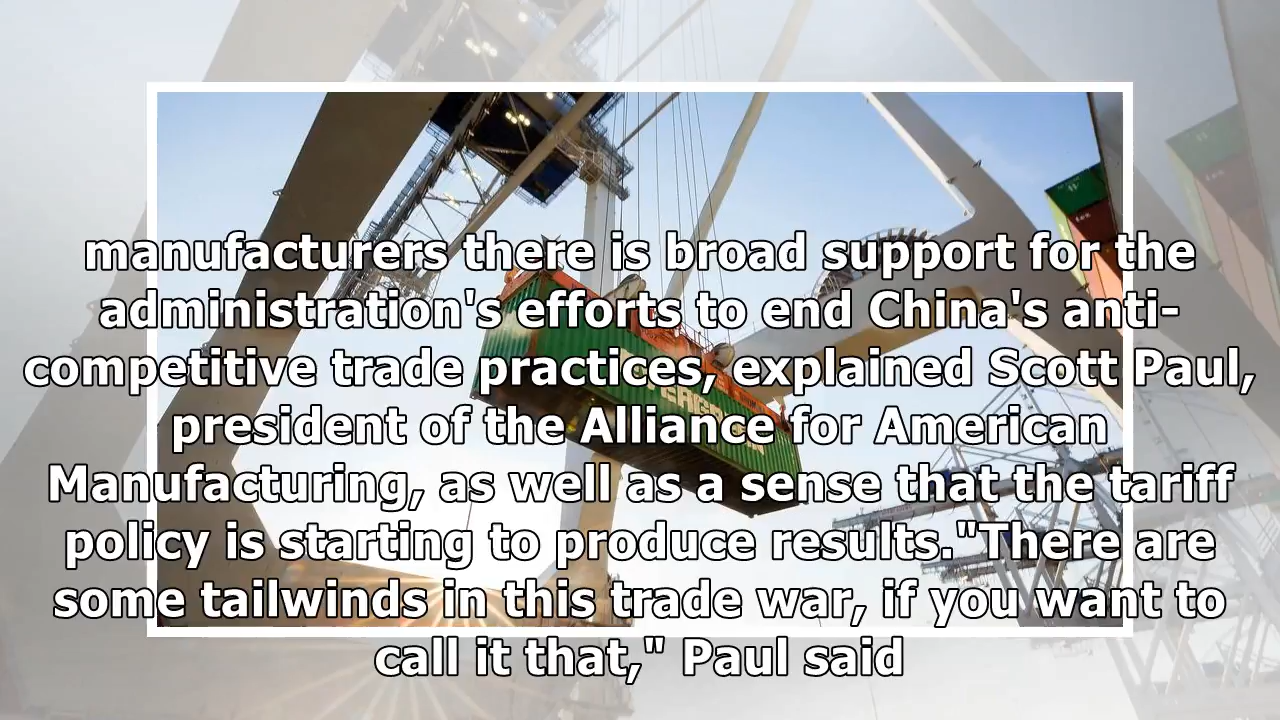 manufacturers there is broad support for the
administration's efforts to end China's anti-
competitive trade practices, explained Scott Paul,
president of the Alliance for American
Manufacturing, as well as a sense that the tariff
policy is starting to produce results."There are
some tailwinds in this trade war, if you want to
call it that," Paul said